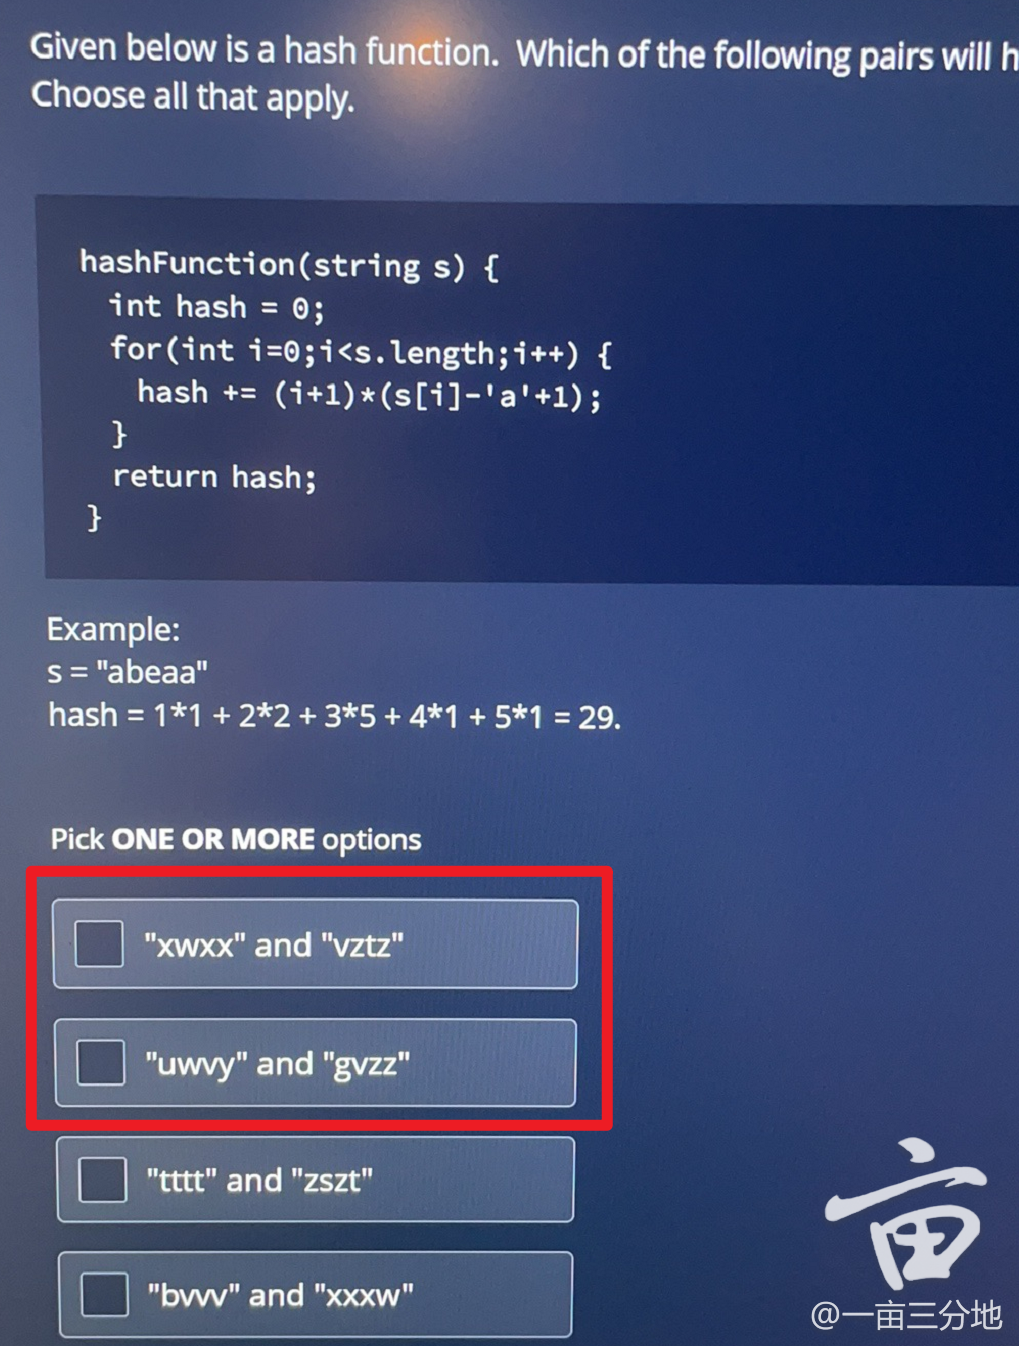 Given below is a hash function. Which of the following pairs will h
Choose all that apply.
hashFunction(string s) {
int hash = 0;
for(int i=0;i<s.length;i++) {
hash += (i+1)*(s[i]-'a'+1);
}
return hash;
}
Example:
s = "abeaa"
hash = 1*1 + 2*2 + 3*5 + 4*1 + 5*1 = 29.
Pick ONE OR MORE options
"xwxx" and "vztz"
"uwvy" and "gvzz"
"tttt" and "zszt"
"bvvv" and "xxxw"
亩
@一亩三分地